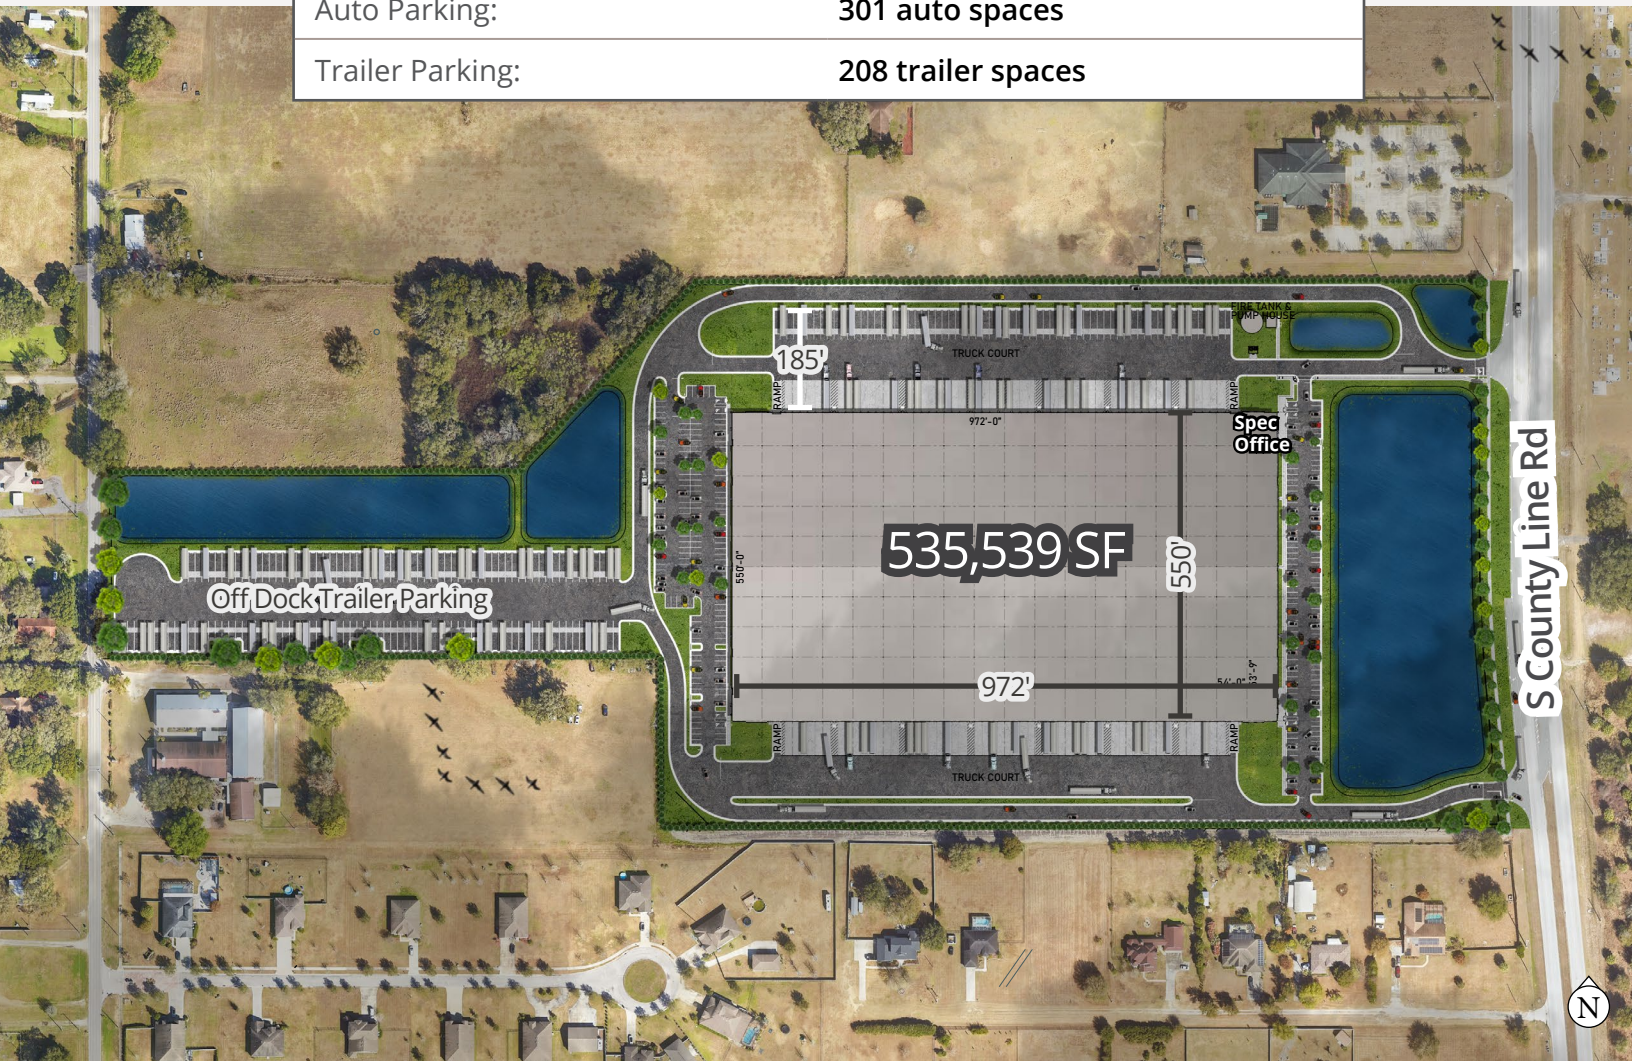 Auto Parking: 301 auto spaces
Trailer Parking: 208 trailer spaces
FIRE TANK &
PUMP HOUSE
185'
TRUCK COURT
RAMP
RAMP
972'-0"
Spec
Office
535,539 SF
550'
550'-0"
S County Line Rd
Off Dock Trailer Parking
972'
54'-0"
53'-9"
RAMP
RAMP
TRUCK COURT
N